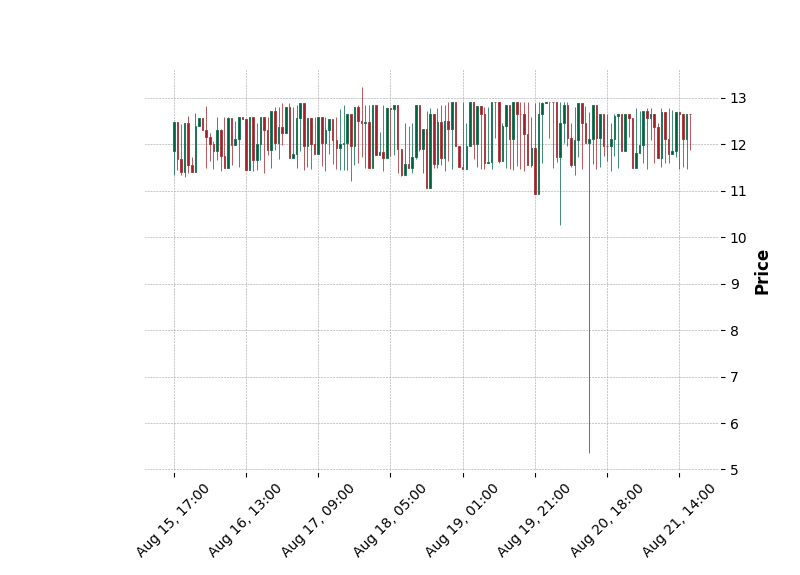 13
12
11
10
9
8
7
6
5
Price
Aug 15, 17:00
Aug 16, 13:00
Aug 17, 09:00
Aug 18, 05:00
Aug 19, 01:00
Aug 19, 21:00
Aug 20, 18:00
Aug 21, 14:00